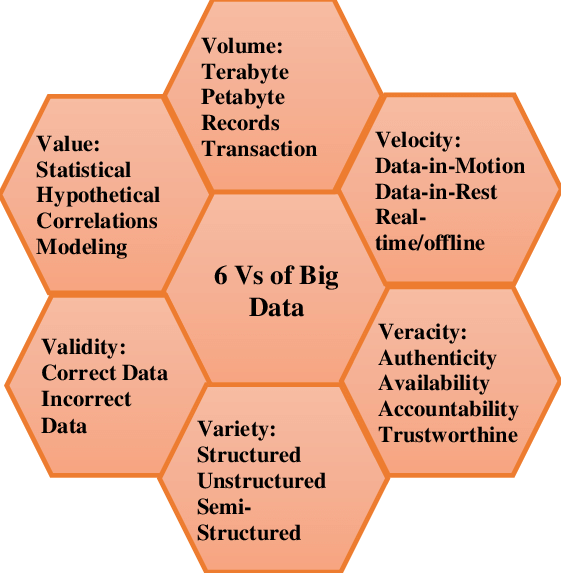 Volume:
Terabyte
Petabyte
Records
Transaction
Velocity:
Data-in-Motion
Data-in-Rest
Real-
time/offline
Value:
Statistical
Hypothetical
Correlations
Modeling
6 Vs of Big
Data
Veracity:
Authenticity
Availability
Accountability
Trustworthine
Validity:
Correct Data
Incorrect
Data
Variety:
Structured
Unstructured
Semi-
Structured